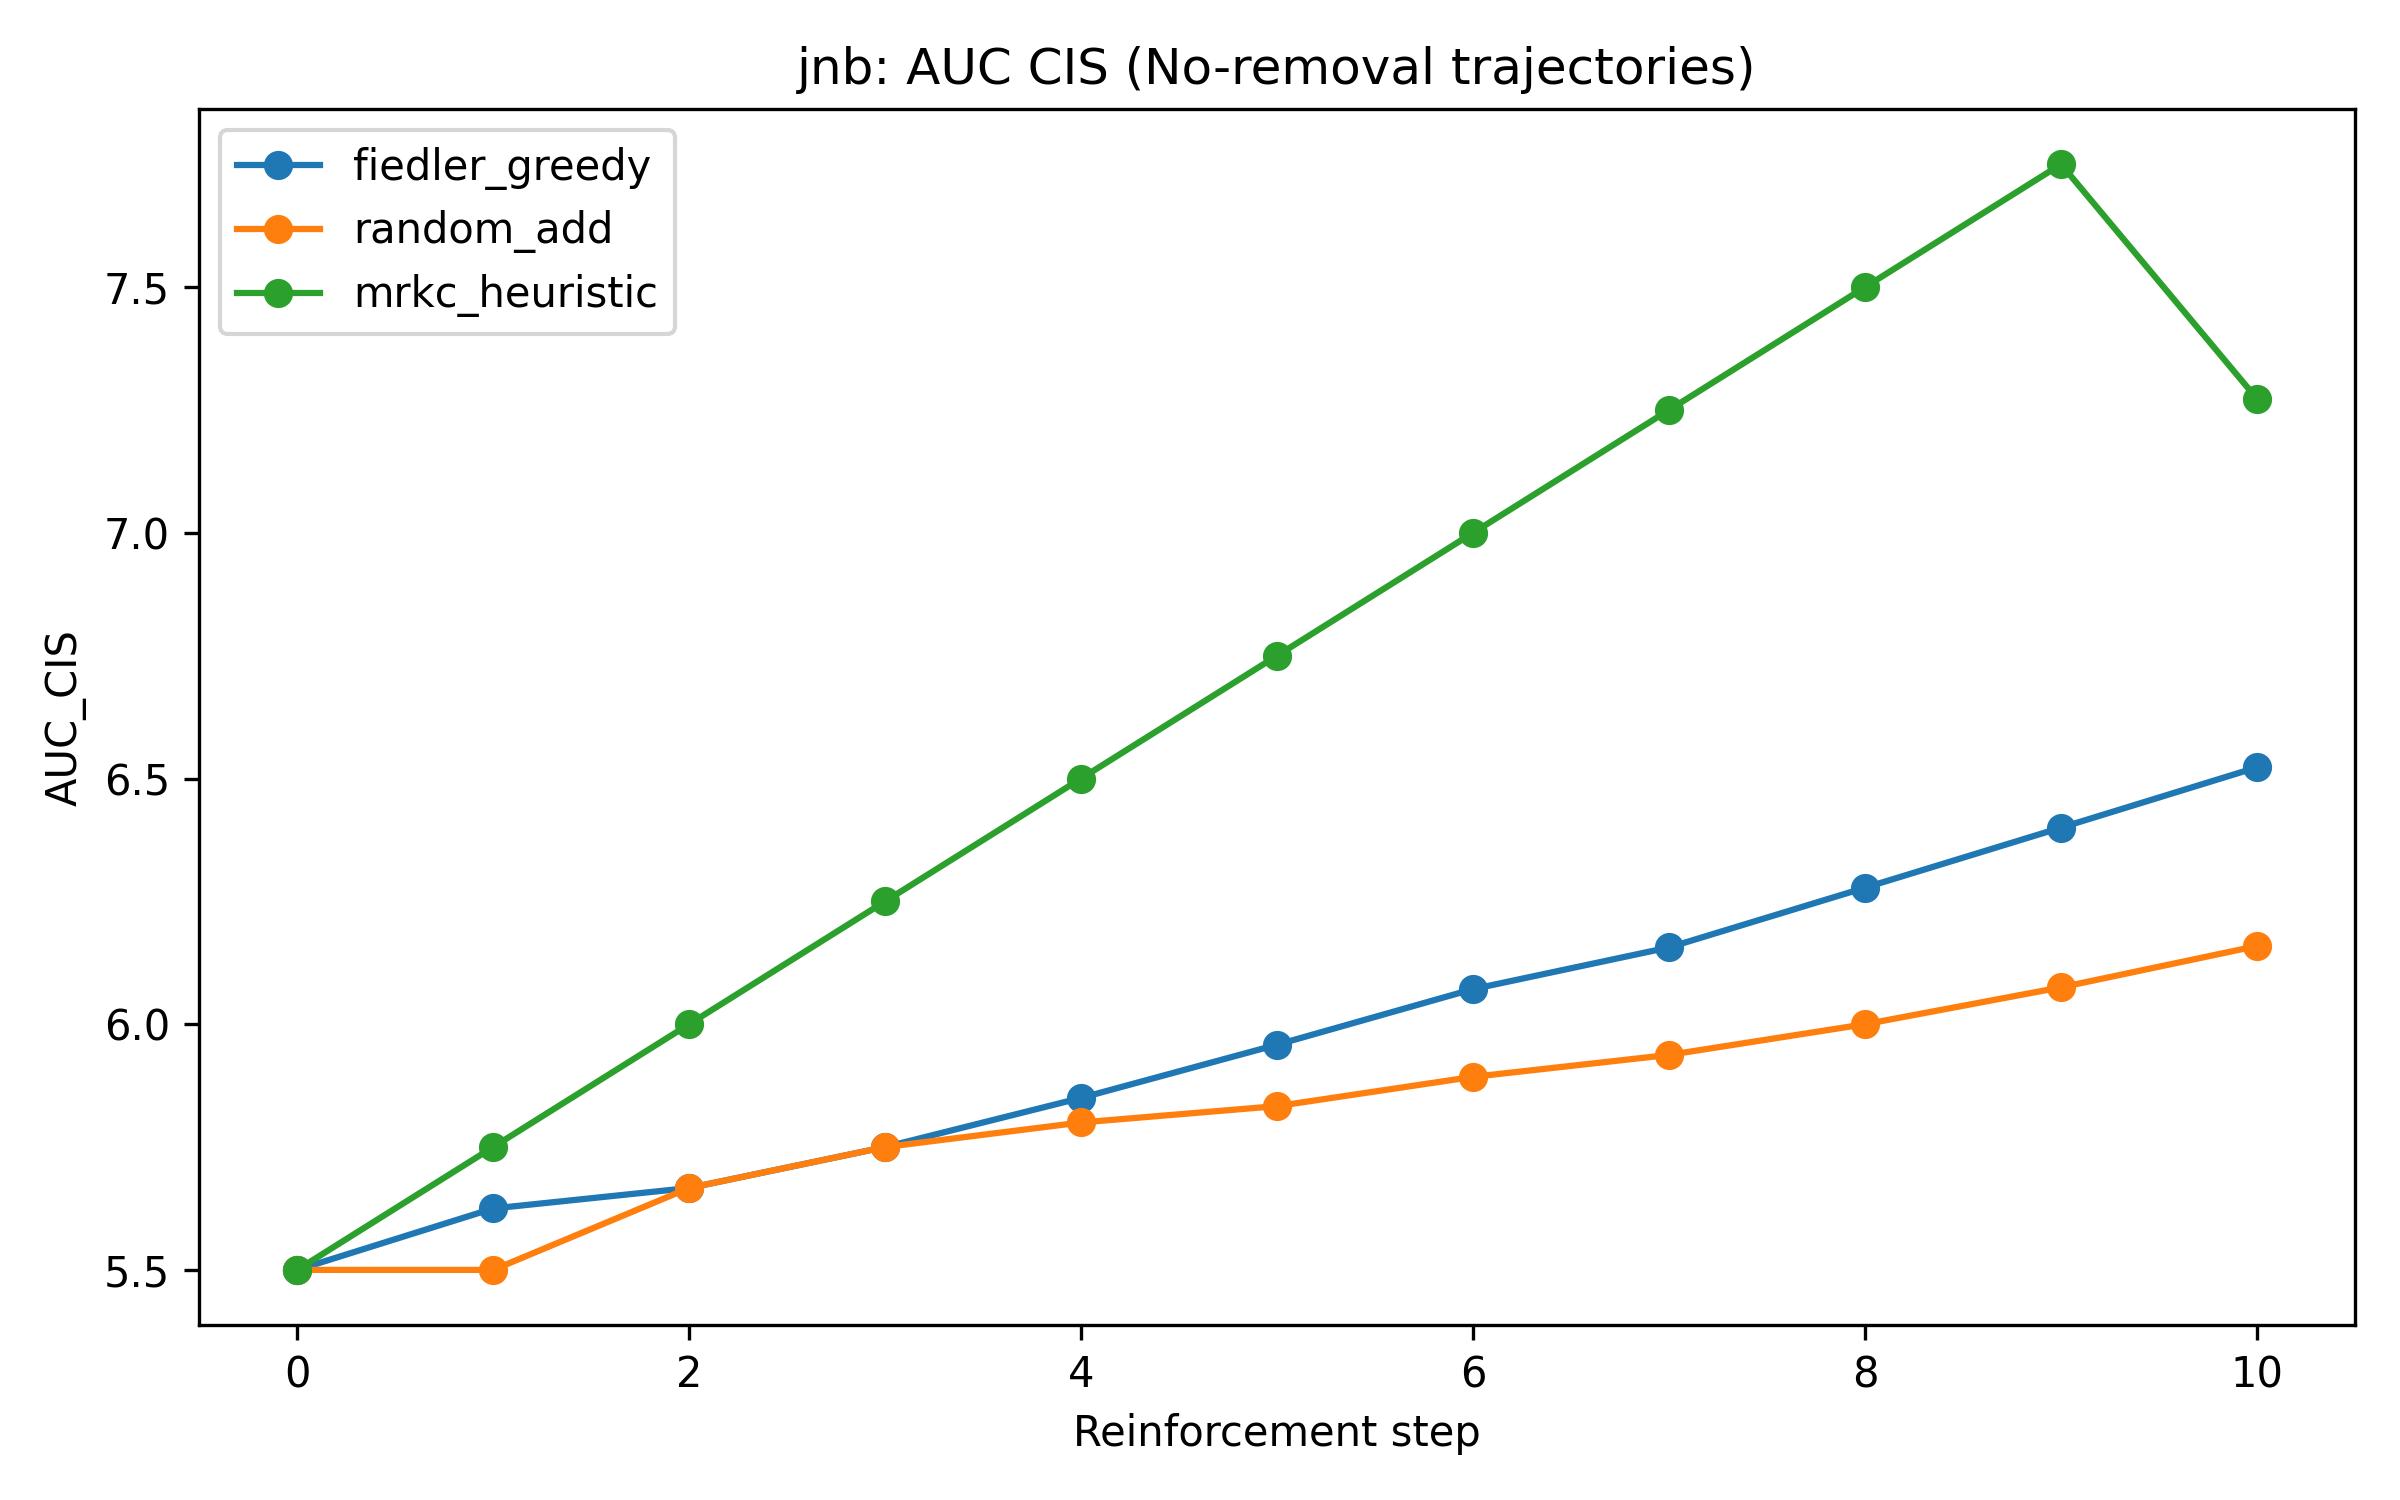 jnb: AUC CIS (No-removal trajectories)
fiedler_greedy
random_add
mrkc_heuristic
7.5
7.0
6.5
6.0
5.5
AUC_CIS
0 2 4 6 8 10
Reinforcement step